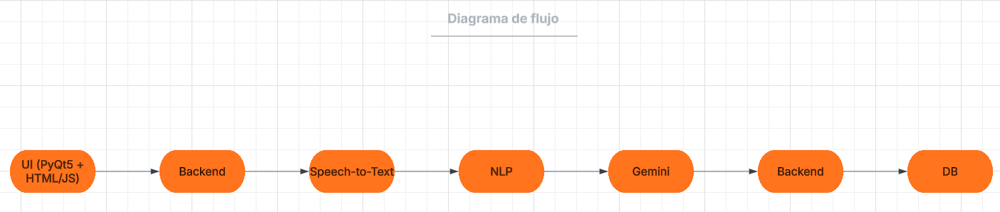 Diagrama de flujo
UI (PyQt5 +
HTML/JS)
Backend
Speech-to-Text
NLP
Gemini
Backend
DB